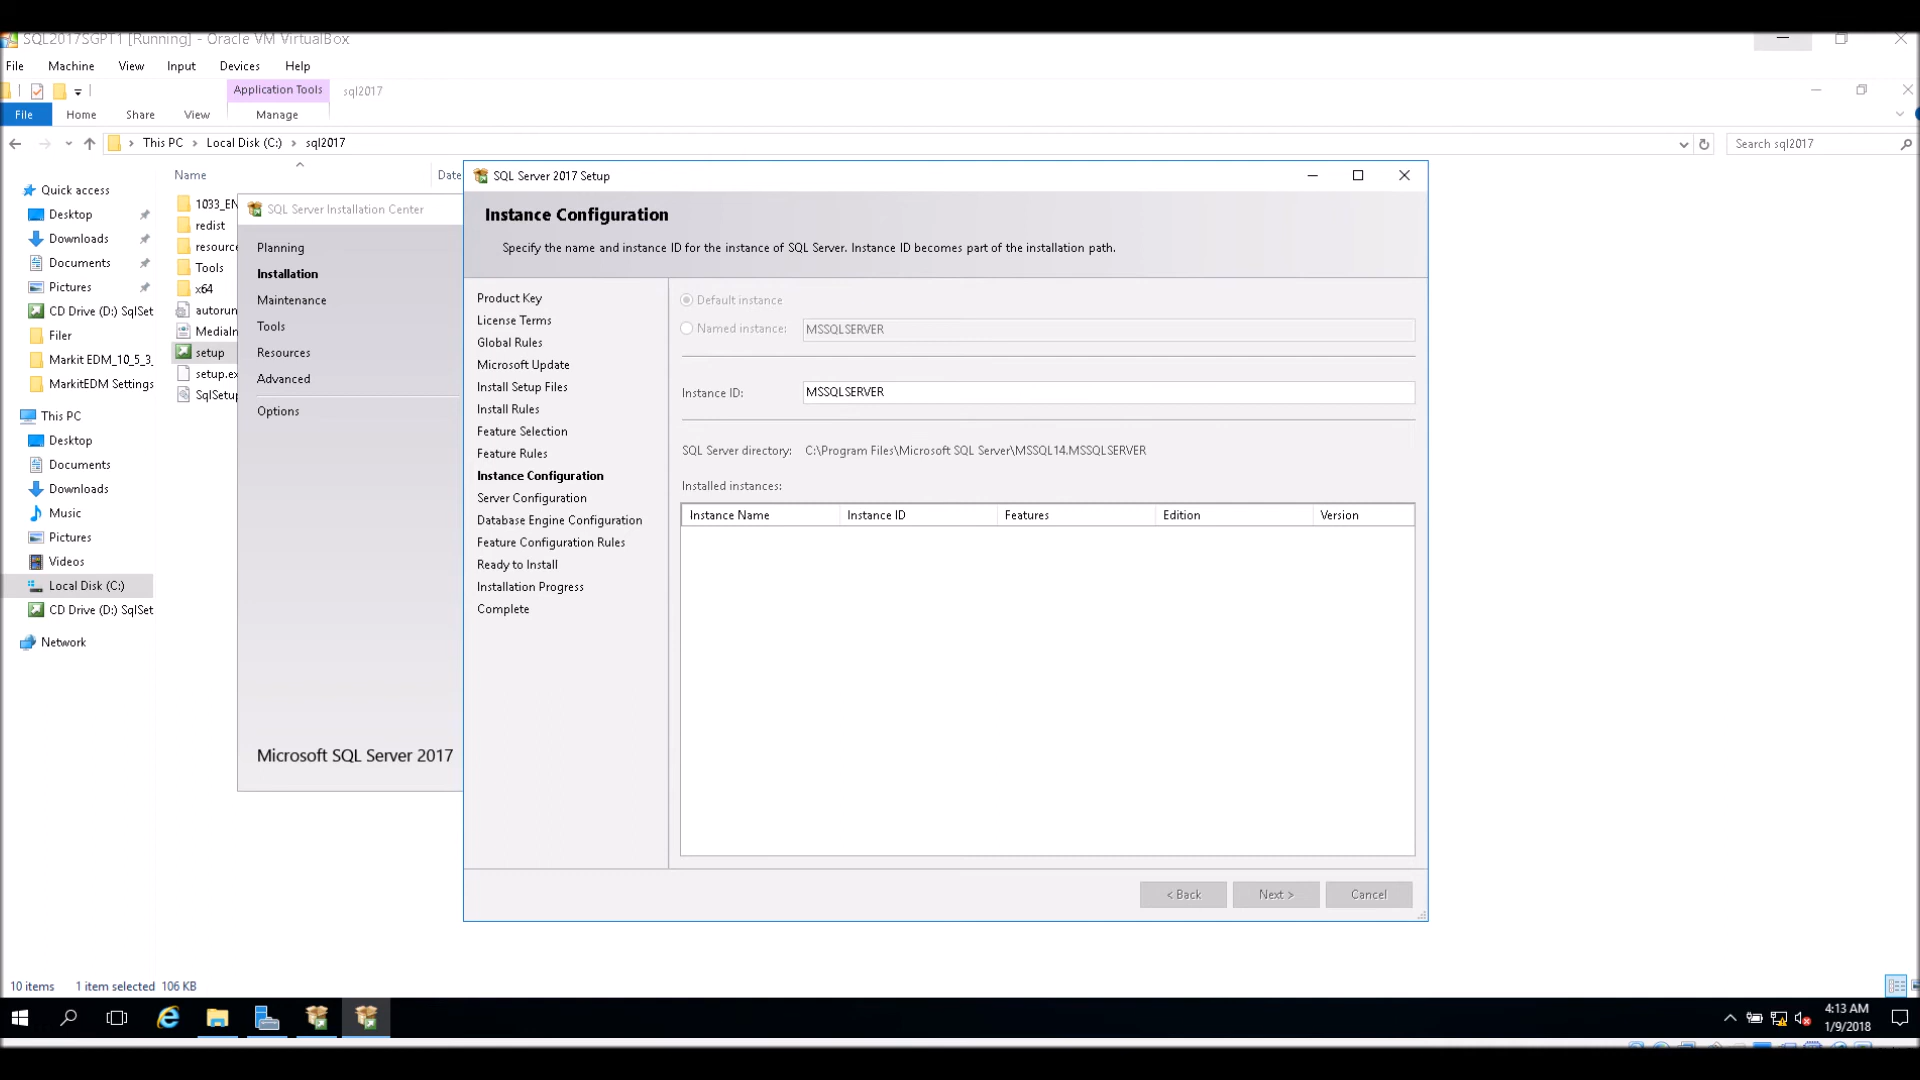 SQL2017SGPT1 [Running] - Oracle VM VirtualBox
File Machine View Input Devices Help
Application Tools sql2017
File Home Share View Manage
This PC Local Disk (C:) sql2017
Search sql2017
Quick access
Desktop
Downloads
Documents
Pictures
CD Drive (D:) SqlSet
Filer
Markit EDM_10_5_3_
MarkitEDM Settings
This PC
Desktop
Documents
Downloads
Music
Pictures
Videos
Local Disk (C:)
CD Drive (D:) SqlSet
Network
Name Date
1033_EN
redist
resource
Tools
x64
autorun
MediaIn
setup
setup.ex
SqlSetup
SQL Server Installation Center
Planning
Installation
Maintenance
Tools
Resources
Advanced
Options
Microsoft SQL Server 2017
SQL Server 2017 Setup
Instance Configuration
Specify the name and instance ID for the instance of SQL Server. Instance ID becomes part of the installation path.
Product Key
License Terms
Global Rules
Microsoft Update
Install Setup Files
Install Rules
Feature Selection
Feature Rules
Instance Configuration
Server Configuration
Database Engine Configuration
Feature Configuration Rules
Ready to Install
Installation Progress
Complete
Default instance
Named instance: MSSQLSERVER
Instance ID: MSSQLSERVER
SQL Server directory: C:\Program Files\Microsoft SQL Server\MSSQL14.MSSQLSERVER
Installed instances:
Instance Name Instance ID Features Edition Version
< Back Next > Cancel
10 items 1 item selected 106 KB
4:13 AM
1/9/2018